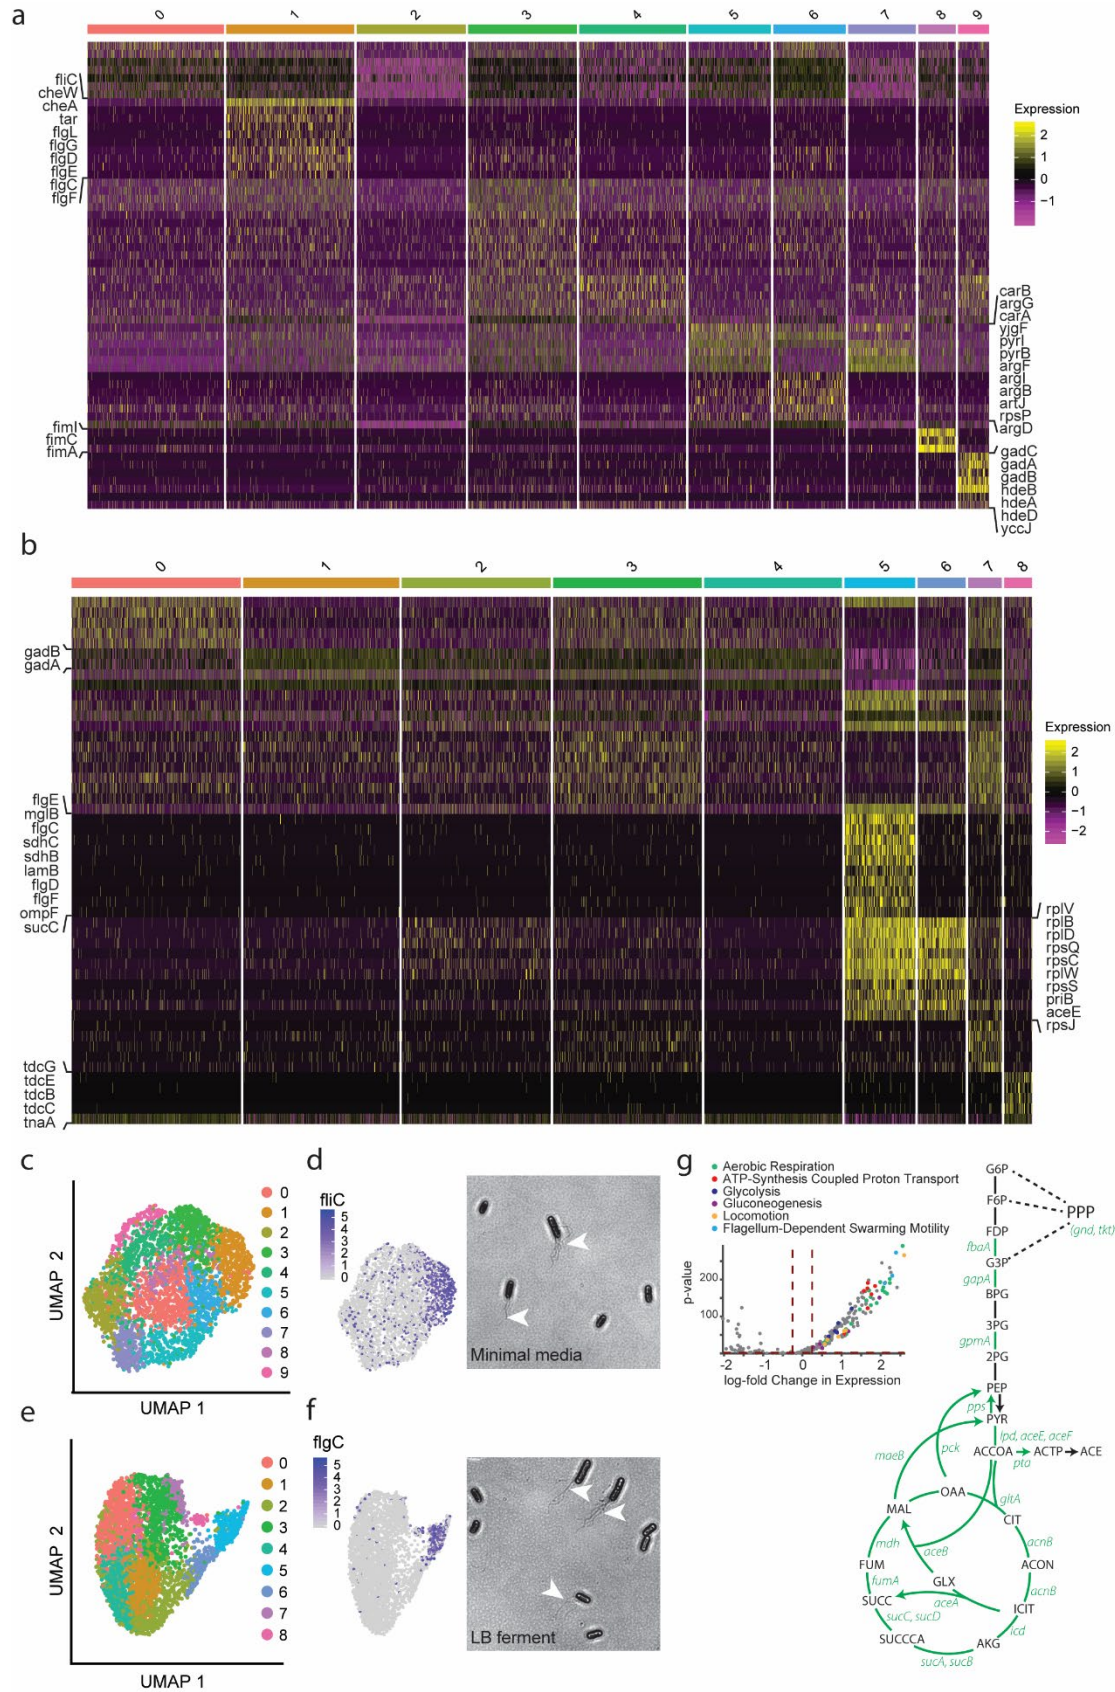 a
0 1 2 3 4 5 6 7 8 9
fliC
cheW
cheA
tar
flgL
flgG
flgD
flgE
flgC
flgF
fimI
fimC
fimA
Expression
2
1
0
−1
carB
argG
carA
yjgF
pyrI
pyrB
argF
argI
argB
artJ
rpsP
argD
gadC
gadA
gadB
hdeB
hdeA
hdeD
yccJ
b
0 1 2 3 4 5 6 7 8
gadB
gadA
flgE
mglB
flgC
sdhC
sdhB
lamB
flgD
flgF
ompF
sucC
tdcG
tdcE
tdcB
tdcC
tnaA
Expression
2
1
0
−1
−2
rplV
rplB
rplD
rpsQ
rpsC
rplW
rpsS
priB
aceE
rpsJ
c
UMAP 2
UMAP 1
0
1
2
3
4
5
6
7
8
9
d
fliC
5
4
3
2
1
0
Minimal media
e
UMAP 2
UMAP 1
0
1
2
3
4
5
6
7
8
f
flgC
5
4
3
2
1
0
LB ferment
g
Aerobic Respiration
ATP-Synthesis Coupled Proton Transport
Glycolysis
Gluconeogenesis
Locomotion
Flagellum-Dependent Swarming Motility
p-value
200
100
-2 -1 0 1 2
log-fold Change in Expression
G6P
F6P
PPP
(gnd, tkt)
FDP
fbaA
G3P
gapA
BPG
3PG
gpmA
2PG
PEP
pps
PYR
lpd, aceE, aceF
maeB
pck
ACCOA
ACTP
ACE
pta
OAA
gltA
MAL
CIT
mdh
aceB
acnB
FUM
GLX
ACON
fumA
aceA
acnB
SUCC
ICIT
sucC, sucD
icd
SUCCCA
AKG
sucA, sucB